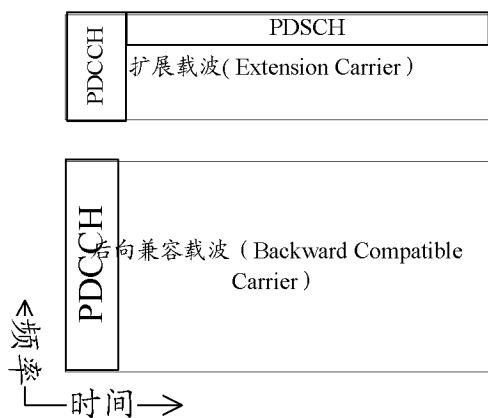 PDSCH
PDCCH
扩展载波( Extension Carrier )
PDCCH
后向兼容载波 ( Backward Compatible
Carrier )
频率
时间